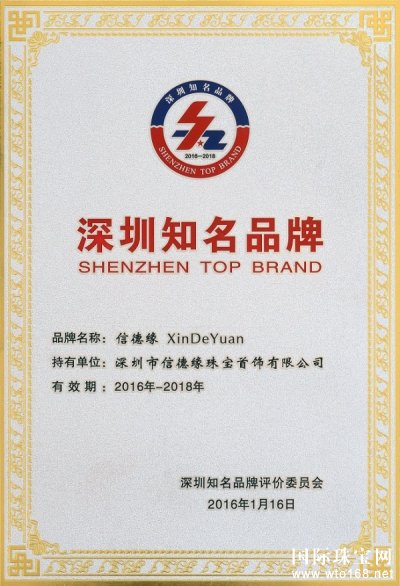 深圳知名品牌
2016-2018
SHENZHEN TOP BRAND
深圳知名品牌
SHENZHEN TOP BRAND
品牌名称：信德缘 XinDeYuan
持有单位：深圳市信德缘珠宝首饰有限公司
有效期：2016年-2018年
深圳知名品牌评价委员会
2016年1月16日
国际珠宝网
www.wto168.net